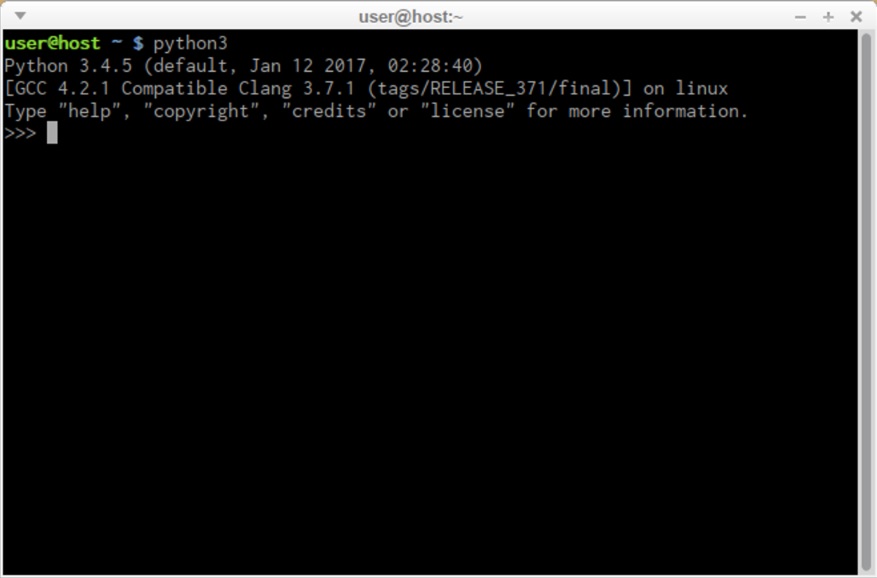 user@host:~
user@host ~ $ python3
Python 3.4.5 (default, Jan 12 2017, 02:28:40)
[GCC 4.2.1 Compatible Clang 3.7.1 (tags/RELEASE_371/final)] on linux
Type "help", "copyright", "credits" or "license" for more information.
>>>